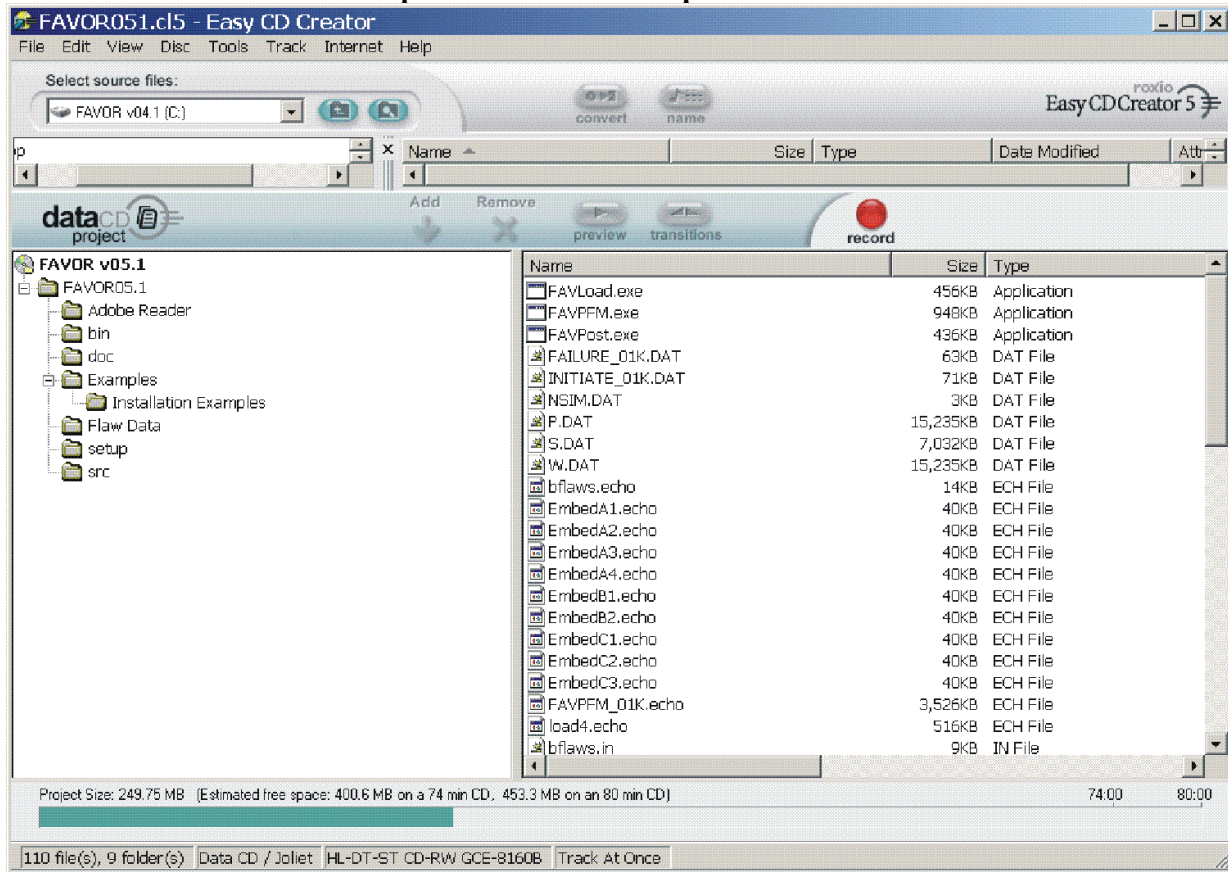 FAVOR051.cl5 - Easy CD Creator
File Edit View Disc Tools Track Internet Help
Select source files:
FAVOR v04.1 (C:)
convert name
roxio
Easy CD Creator 5
Name Size Type Date Modified Attr
data CD project
Add Remove
preview transitions
record
FAVOR v05.1
FAVOR05.1
Adobe Reader
bin
doc
Examples
Installation Examples
Flaw Data
setup
src
Name Size Type
FAVLoad.exe 456KB Application
FAVPFM.exe 948KB Application
FAVPost.exe 436KB Application
FAILURE_01K.DAT 63KB DAT File
INITIATE_01K.DAT 71KB DAT File
NSIM.DAT 3KB DAT File
P.DAT 15,235KB DAT File
S.DAT 7,032KB DAT File
W.DAT 15,235KB DAT File
bflaws.echo 14KB ECH File
EmbedA1.echo 40KB ECH File
EmbedA2.echo 40KB ECH File
EmbedA3.echo 40KB ECH File
EmbedA4.echo 40KB ECH File
EmbedB1.echo 40KB ECH File
EmbedB2.echo 40KB ECH File
EmbedC1.echo 40KB ECH File
EmbedC2.echo 40KB ECH File
EmbedC3.echo 40KB ECH File
FAVPFM_01K.echo 3,526KB ECH File
load4.echo 516KB ECH File
bflaws.in 9KB IN File
Project Size: 249.75 MB (Estimated free space: 400.6 MB on a 74 min CD, 453.3 MB on an 80 min CD)
74:00 80:00
110 file(s), 9 folder(s) Data CD / Joliet HL-DT-ST CD-RW GCE-8160B Track At Once